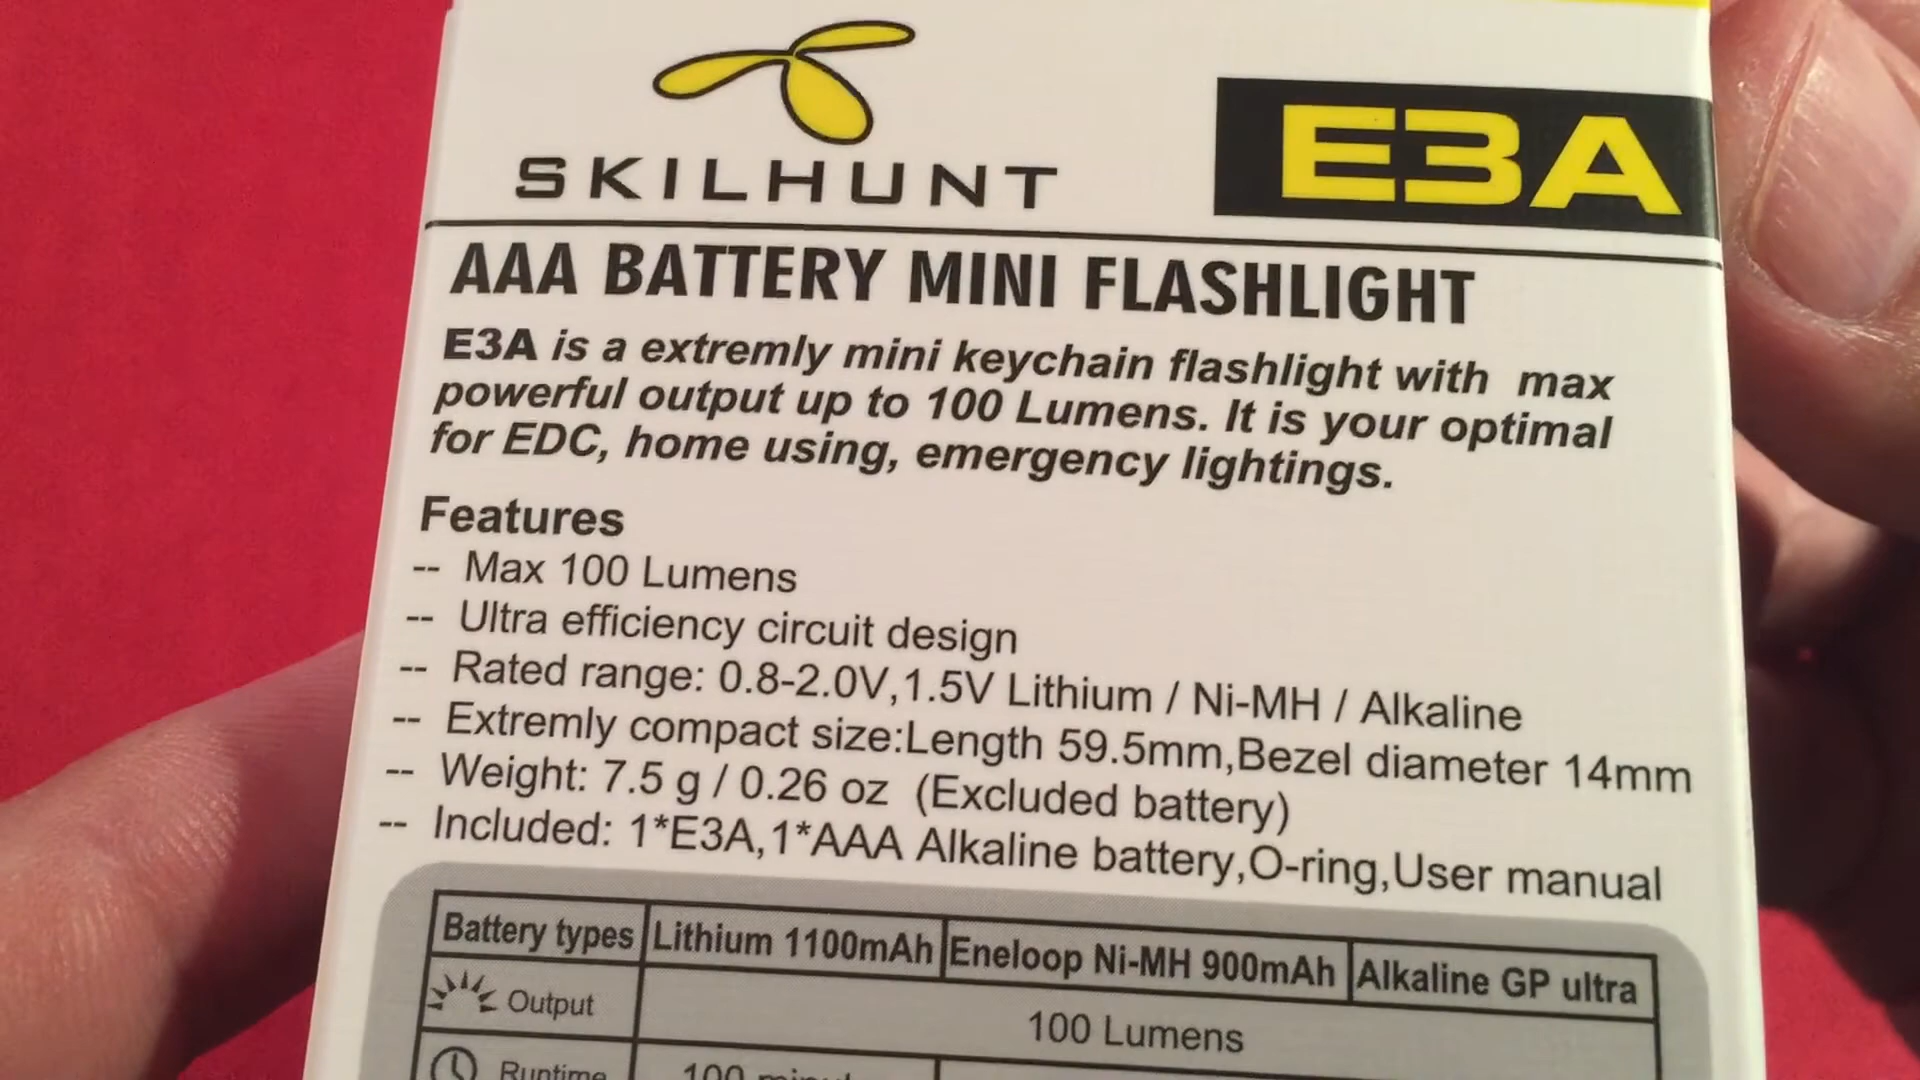 SKILHUNT
E3A
AAA BATTERY MINI FLASHLIGHT
E3A is a extremly mini keychain flashlight with max
powerful output up to 100 Lumens. It is your optimal
for EDC, home using, emergency lightings.
Features
-- Max 100 Lumens
-- Ultra efficiency circuit design
-- Rated range: 0.8-2.0V,1.5V Lithium / Ni-MH / Alkaline
-- Extremly compact size:Length 59.5mm,Bezel diameter 14mm
-- Weight: 7.5 g / 0.26 oz (Excluded battery)
-- Included: 1*E3A,1*AAA Alkaline battery,O-ring,User manual
Battery types Lithium 1100mAh Eneloop Ni-MH 900mAh Alkaline GP ultra
Output 100 Lumens
Runtime 100